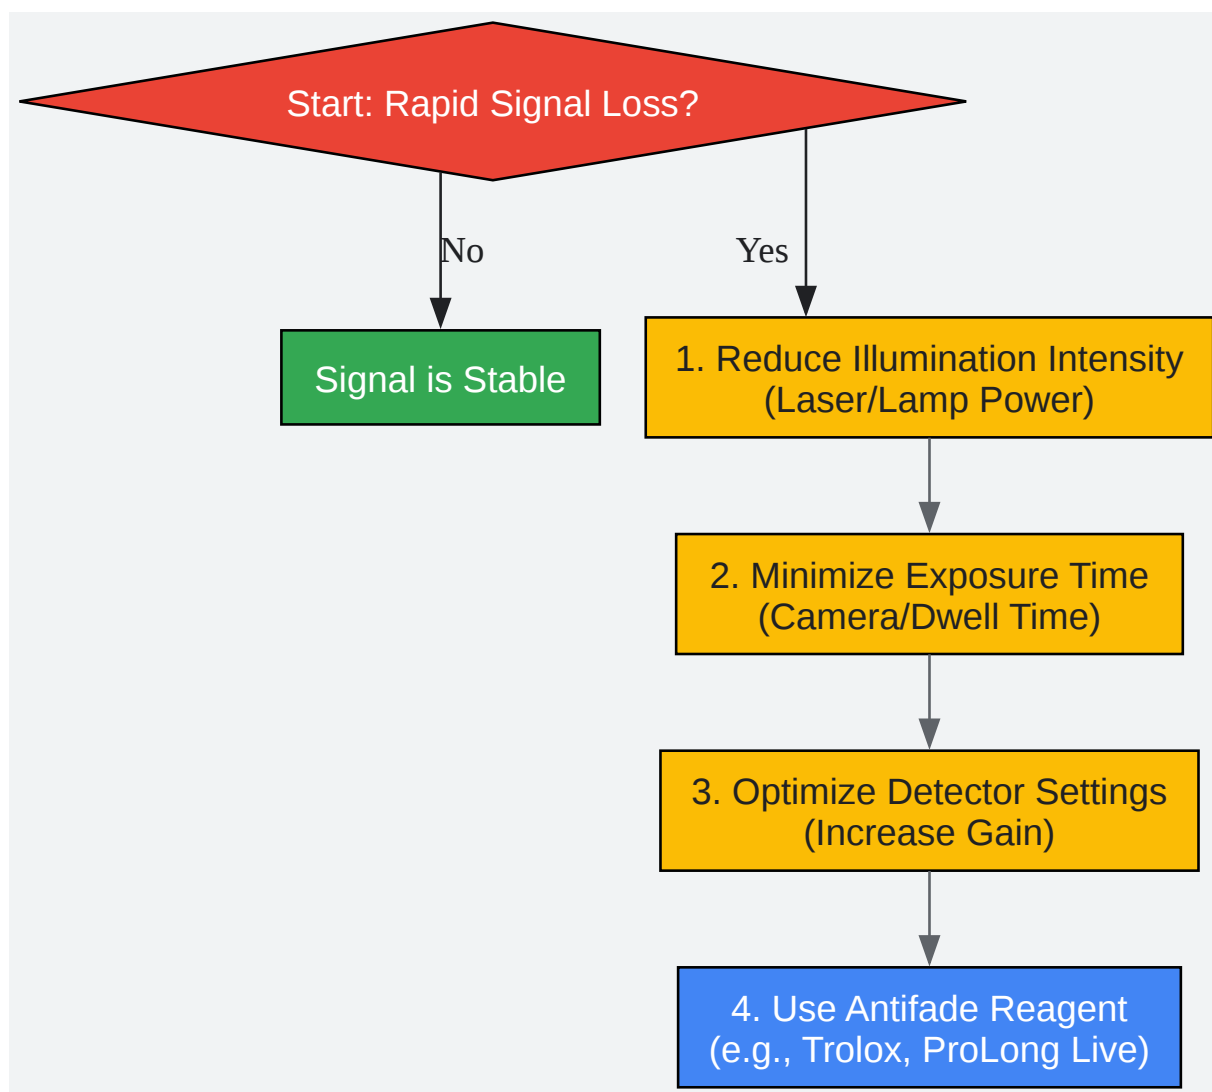 Start: Rapid Signal Loss?
No
Yes
Signal is Stable
1. Reduce Illumination Intensity
(Laser/Lamp Power)
2. Minimize Exposure Time
(Camera/Dwell Time)
3. Optimize Detector Settings
(Increase Gain)
4. Use Antifade Reagent
(e.g., Trolox, ProLong Live)